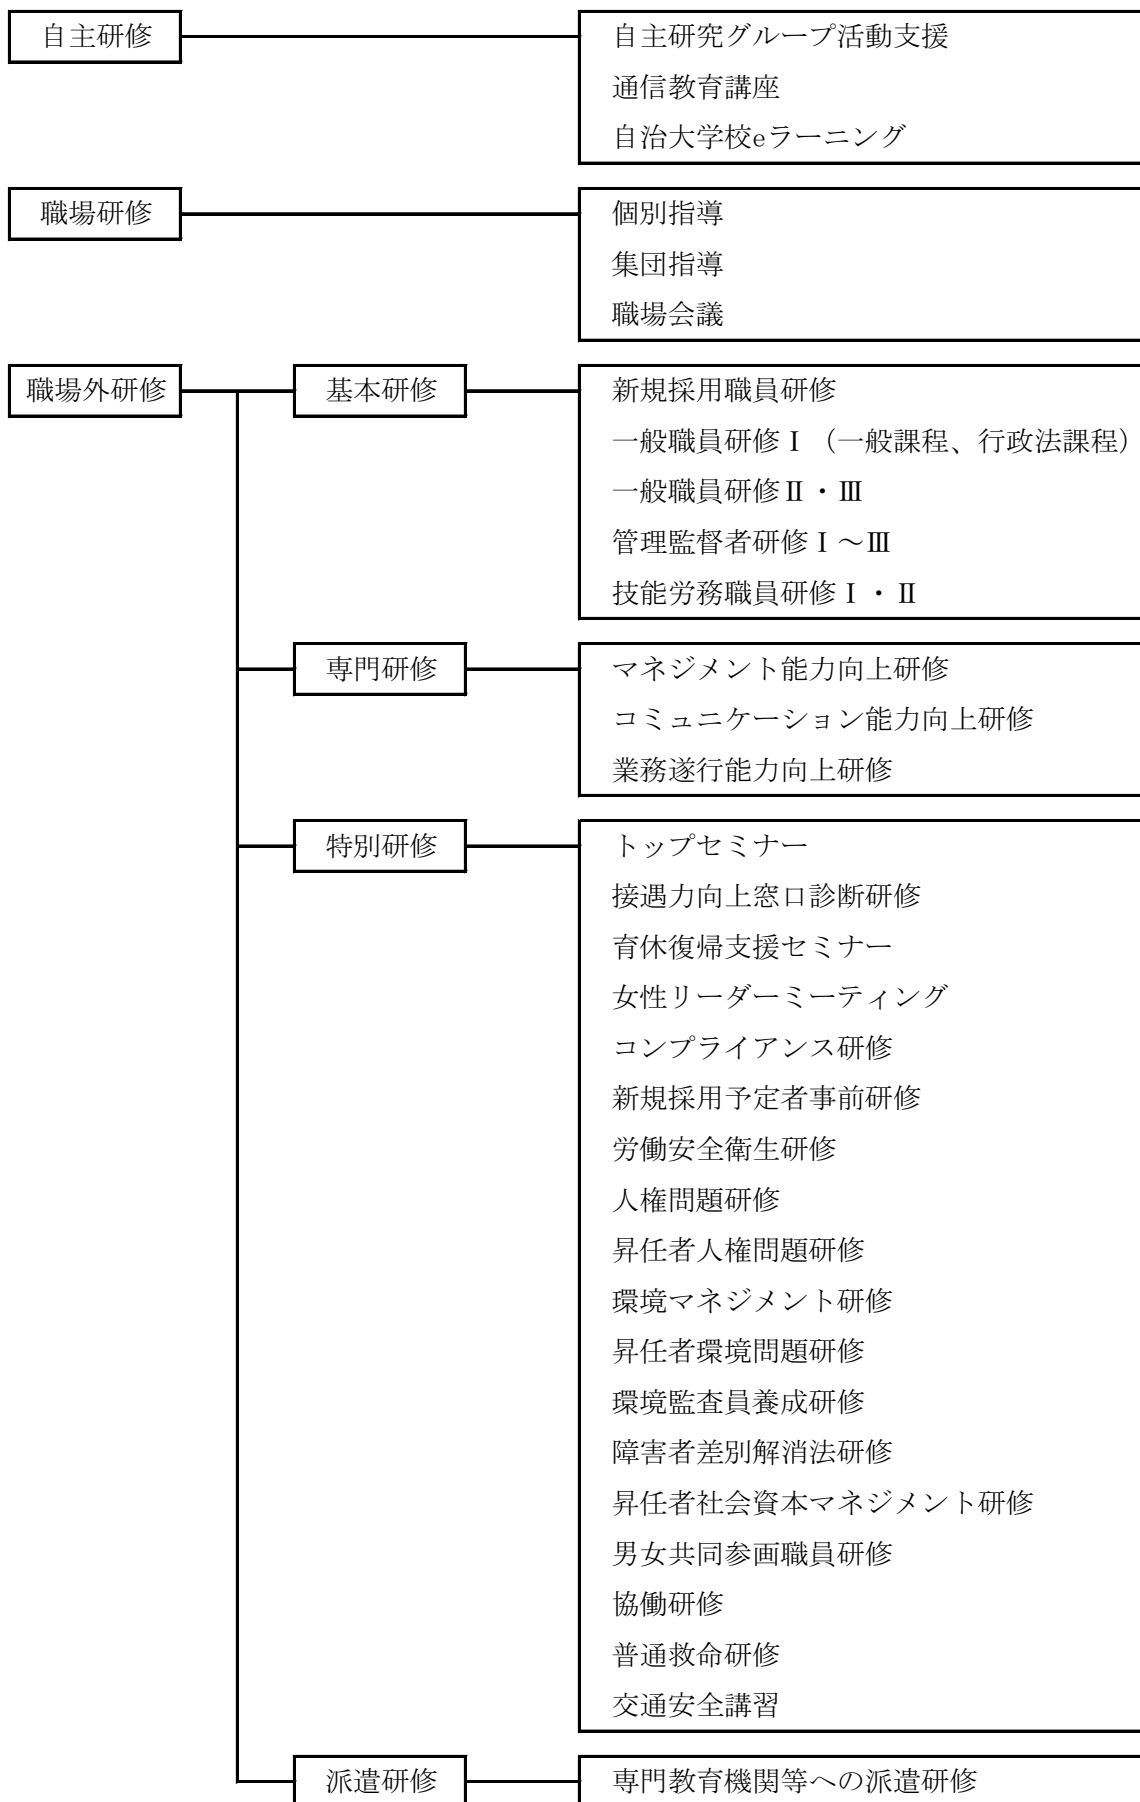 自主研修
自主研究グループ活動支援
通信教育講座
自治大学校eラーニング
職場研修
個別指導
集団指導
職場会議
職場外研修
基本研修
新規採用職員研修
一般職員研修Ⅰ（一般課程、行政法課程）
一般職員研修Ⅱ・Ⅲ
管理監督者研修Ⅰ～Ⅲ
技能労務職員研修Ⅰ・Ⅱ
専門研修
マネジメント能力向上研修
コミュニケーション能力向上研修
業務遂行能力向上研修
特別研修
トップセミナー
接遇力向上窓口診断研修
育休復帰支援セミナー
女性リーダーミーティング
コンプライアンス研修
新規採用予定者事前研修
労働安全衛生研修
人権問題研修
昇任者人権問題研修
環境マネジメント研修
昇任者環境問題研修
環境監査員養成研修
障害者差別解消法研修
昇任者社会資本マネジメント研修
男女共同参画職員研修
協働研修
普通救命研修
交通安全講習
派遣研修
専門教育機関等への派遣研修